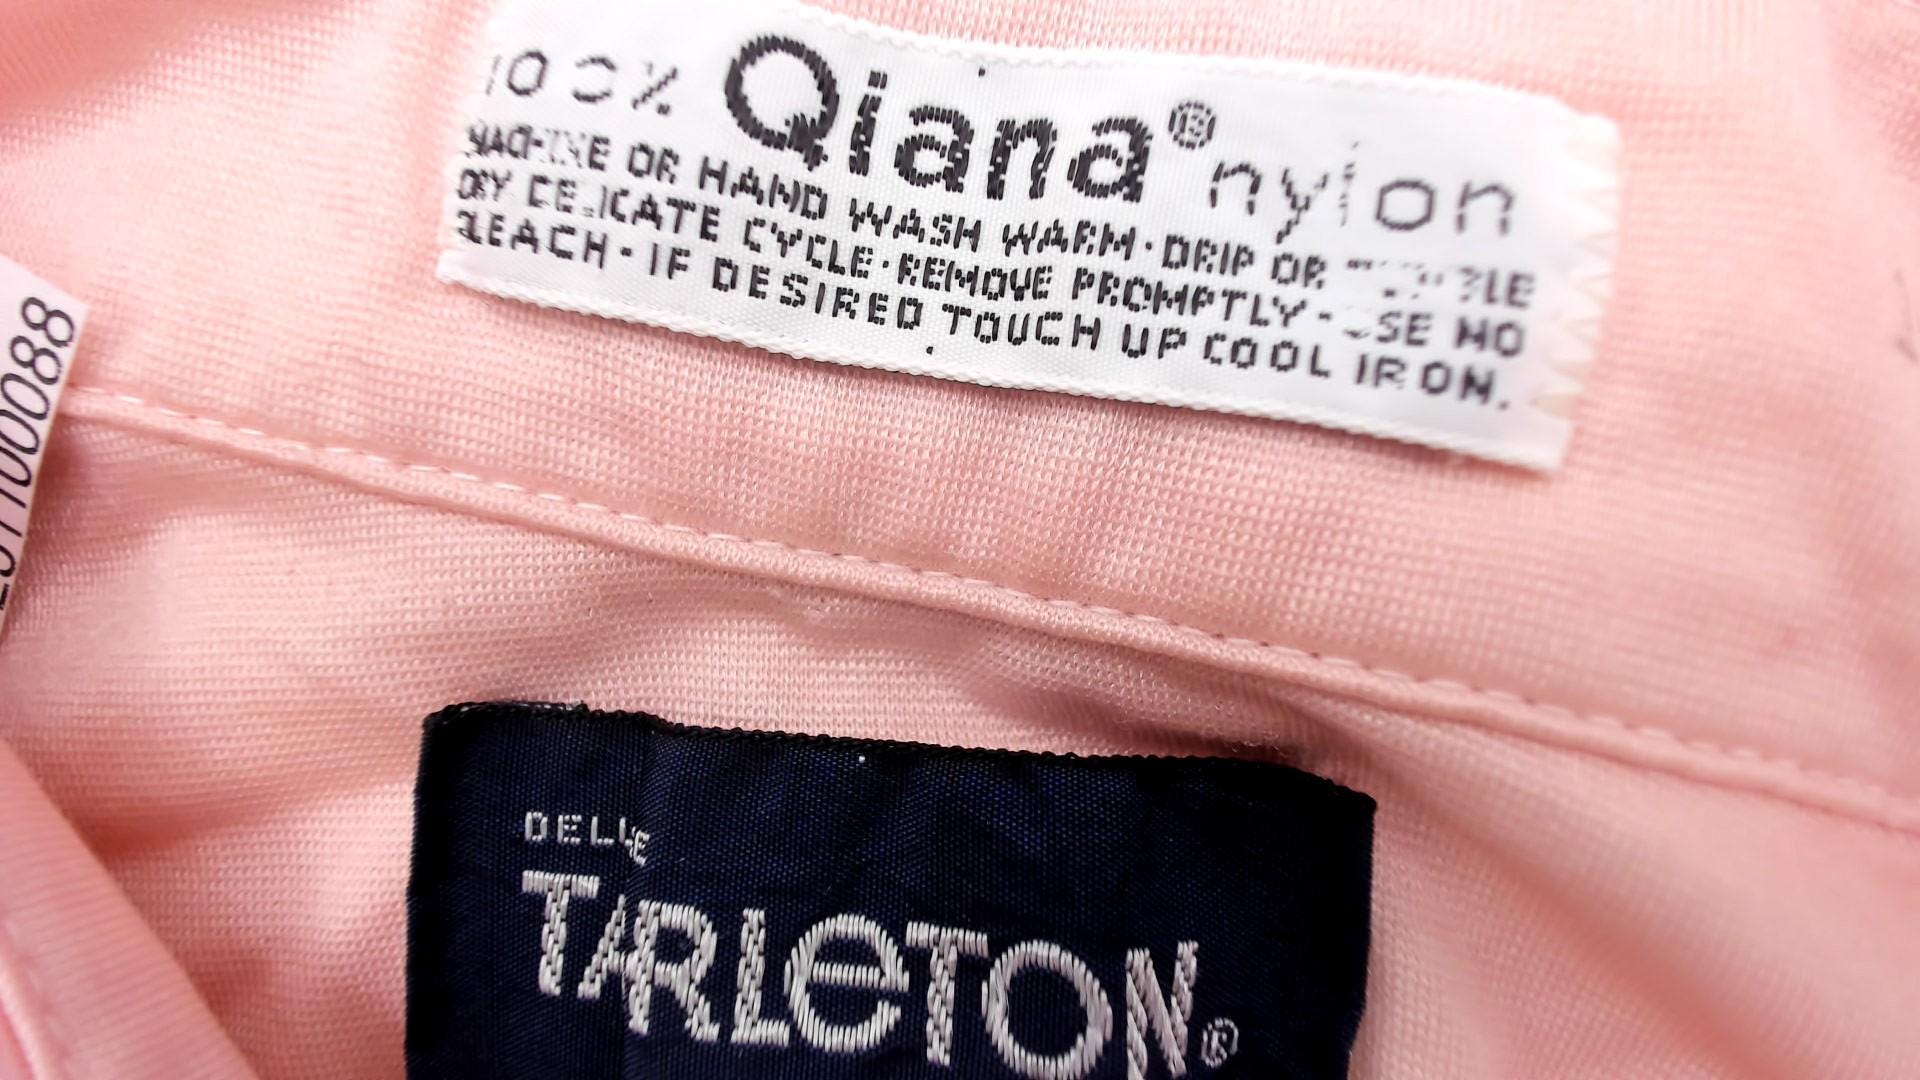 100% Qiana® nylon
MACHINE OR HAND WASH WARM · DRIP OR TUMBLE
DRY DELICATE CYCLE · REMOVE PROMPTLY - USE NO
BLEACH · IF DESIRED TOUCH UP COOL IRON.
110088
DELLE
TARLETON®